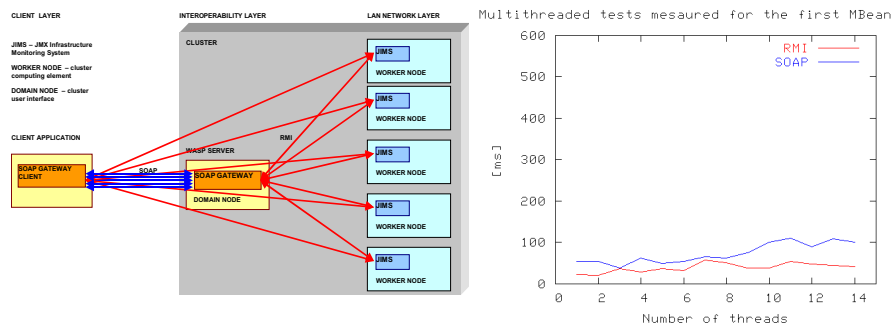 CLIENT LAYER
INTEROPERABILITY LAYER
LAN NETWORK LAYER
JIMS – JMX Infrastructure
Monitoring System
WORKER NODE – cluster
computing element
DOMAIN NODE – cluster
user interface
CLIENT APPLICATION
SOAP GATEWAY
CLIENT
SOAP
CLUSTER
RMI
WASP SERVER
SOAP GATEWAY
DOMAIN NODE
JIMS
WORKER NODE
JIMS
WORKER NODE
JIMS
WORKER NODE
JIMS
WORKER NODE
JIMS
WORKER NODE
Multithreaded tests mesaured for the first MBean
RMI
SOAP
600
500
400
300
200
100
0
[ms]
0 2 4 6 8 10 12 14
Number of threads